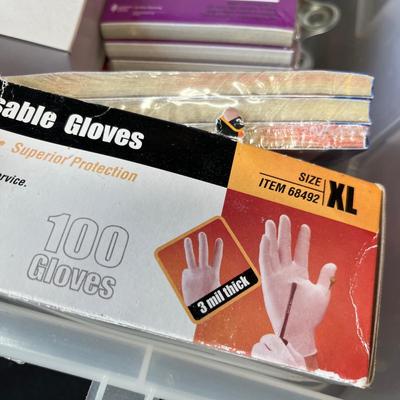 sable Gloves
Superior Protection
ervice.
SIZE
ITEM 68492
XL
100
Gloves
3 mil thick